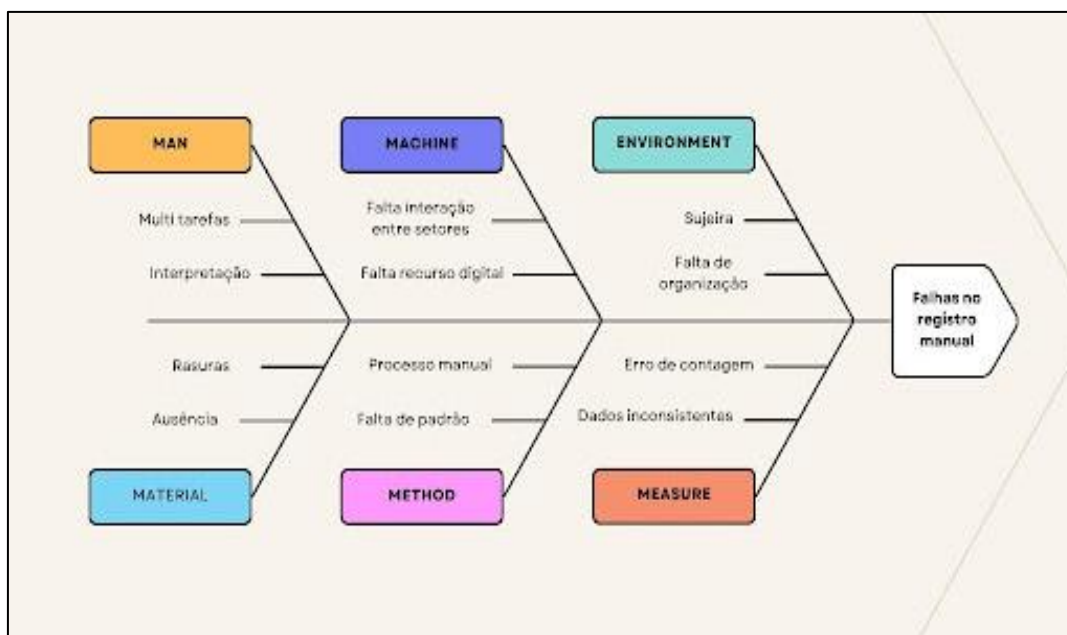 MAN
MACHINE
ENVIRONMENT
Multi tarefas
Falta interação
entre setores
Sujeira
Interpretação
Falta recurso digital
Falta de
organização
Falhas no
registro
manual
Rasuras
Processo manual
Erro de contagem
Ausência
Falta de padrão
Dados inconsistentes
MATERIAL
METHOD
MEASURE